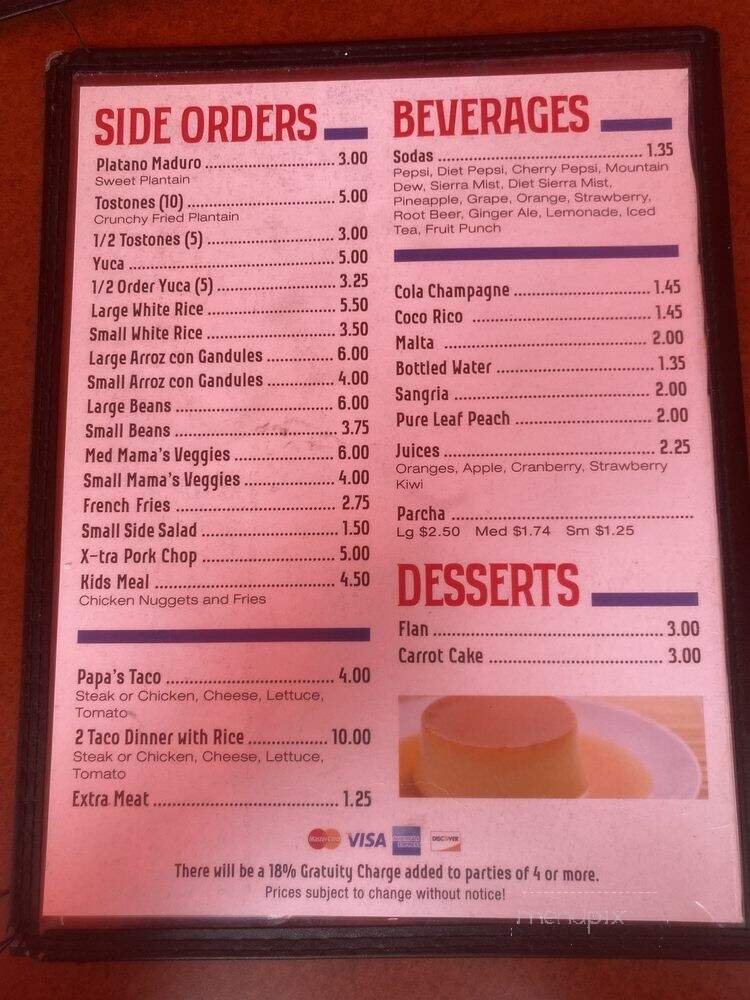 SIDE ORDERS
Platano Maduro ........ 3.00
Sweet Plantain
Tostones (10) ........ 5.00
Crunchy Fried Plantain
1/2 Tostones (5) ........ 3.00
Yuca ........ 5.00
1/2 Order Yuca (5) ........ 3.25
Large White Rice ........ 5.50
Small White Rice ........ 3.50
Large Arroz con Gandules ........ 6.00
Small Arroz con Gandules ........ 4.00
Large Beans ........ 6.00
Small Beans ........ 3.75
Med Mama's Veggies ........ 6.00
Small Mama's Veggies ........ 4.00
French Fries ........ 2.75
Small Side Salad ........ 1.50
X-tra Pork Chop ........ 5.00
Kids Meal ........ 4.50
Chicken Nuggets and Fries
Papa's Taco ........ 4.00
Steak or Chicken, Cheese, Lettuce,
Tomato
2 Taco Dinner with Rice ........ 10.00
Steak or Chicken, Cheese, Lettuce,
Tomato
Extra Meat ........ 1.25
BEVERAGES
Sodas ........ 1.35
Pepsi, Diet Pepsi, Cherry Pepsi, Mountain
Dew, Sierra Mist, Diet Sierra Mist,
Pineapple, Grape, Orange, Strawberry,
Root Beer, Ginger Ale, Lemonade, Iced
Tea, Fruit Punch
Cola Champagne ........ 1.45
Coco Rico ........ 1.45
Malta ........ 2.00
Bottled Water ........ 1.35
Sangria ........ 2.00
Pure Leaf Peach ........ 2.00
Juices ........ 2.25
Oranges, Apple, Cranberry, Strawberry
Kiwi
Parcha ........
Lg $2.50 Med $1.74 Sm $1.25
DESSERTS
Flan ........ 3.00
Carrot Cake ........ 3.00
MasterCard VISA AMERICAN EXPRESS DISCOVER
There will be a 18% Gratuity Charge added to parties of 4 or more.
Prices subject to change without notice!
menupix